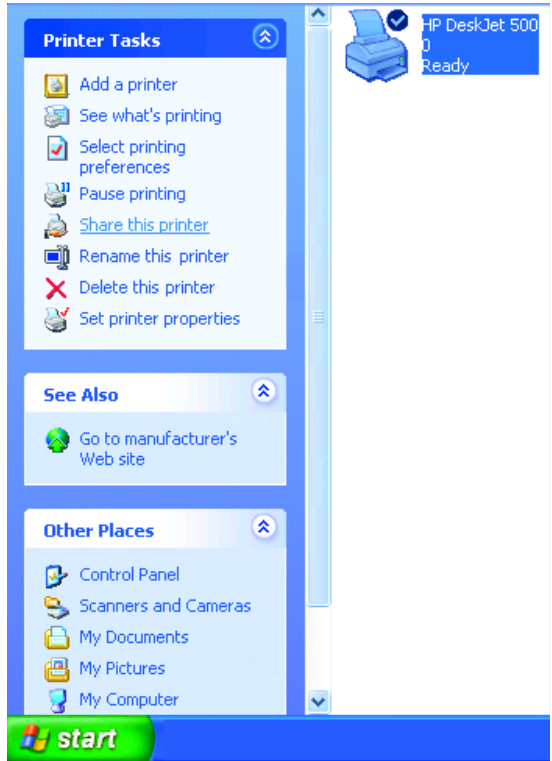 Printer Tasks
Add a printer
See what's printing
Select printing
preferences
Pause printing
Share this printer
Rename this printer
Delete this printer
Set printer properties
See Also
Go to manufacturer's
Web site
Other Places
Control Panel
Scanners and Cameras
My Documents
My Pictures
My Computer
HP DeskJet 500
0
Ready
start